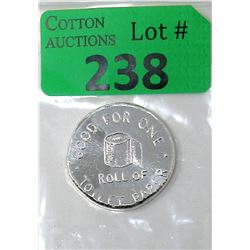 COTTON
AUCTIONS
Lot #
238
GOOD FOR ONE
ROLL OF
TOILET PAPER